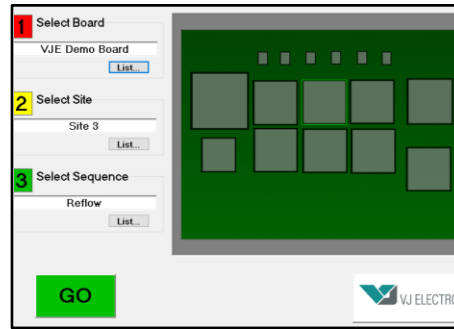 1 Select Board
VJE Demo Board
List...
2 Select Site
Site 3
List...
3 Select Sequence
Reflow
List...
GO
VJ ELECTRO